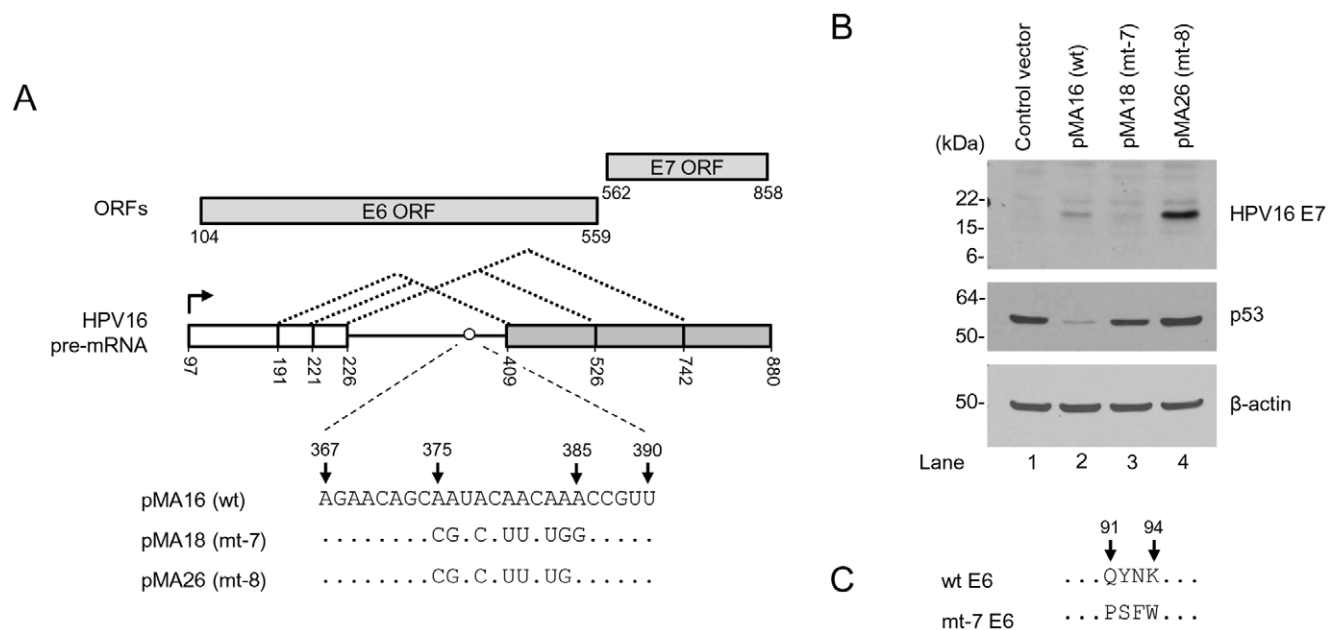 A
ORFs
E6 ORF
104
559
E7 ORF
562
858
HPV16
pre-mRNA
97
191
221
226
409
526
742
880
367
375
385
390
pMA16 (wt)
AGAACAGCAAUACAACAAACCGUU
pMA18 (mt-7)
........CG.C.UU.UGG.....
pMA26 (mt-8)
........CG.C.UU.UG......
B
Control vector
pMA16 (wt)
pMA18 (mt-7)
pMA26 (mt-8)
(kDa)
22-
15-
6-
HPV16 E7
64-
50-
p53
50-
β-actin
Lane
1
2
3
4
C
91
94
wt E6
...QYNK...
mt-7 E6
...PSFW...